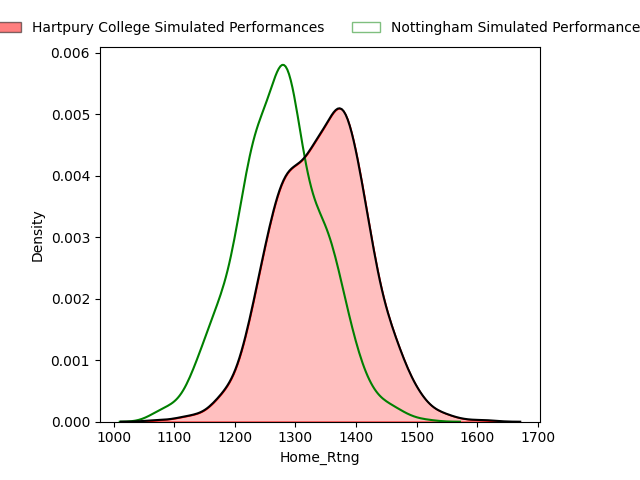 Hartpury College Simulated Performances
Nottingham Simulated Performance
0.006
0.005
0.004
0.003
0.002
0.001
0.000
Density
1000 1100 1200 1300 1400 1500 1600 1700
Home_Rtng